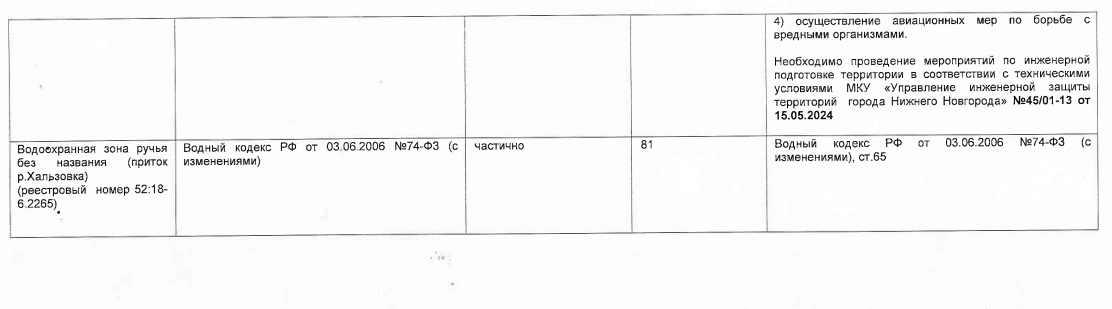 4) осуществление авиационных мер по борьбе с
вредными организмами.
Необходимо проведение мероприятий по инженерной
подготовке территории в соответствии с техническими
условиями МКУ «Управление инженерной защиты
территорий города Нижнего Новгорода» №45/01-13 от
15.05.2024
Водоохранная зона ручья
без названия (приток
р.Хальзовка)
(реестровый номер 52:18-
6.2265)
Водный кодекс РФ от 03.06.2006 №74-ФЗ (с
изменениями)
частично
81
Водный кодекс РФ от 03.06.2006 №74-ФЗ (с
изменениями), ст.65